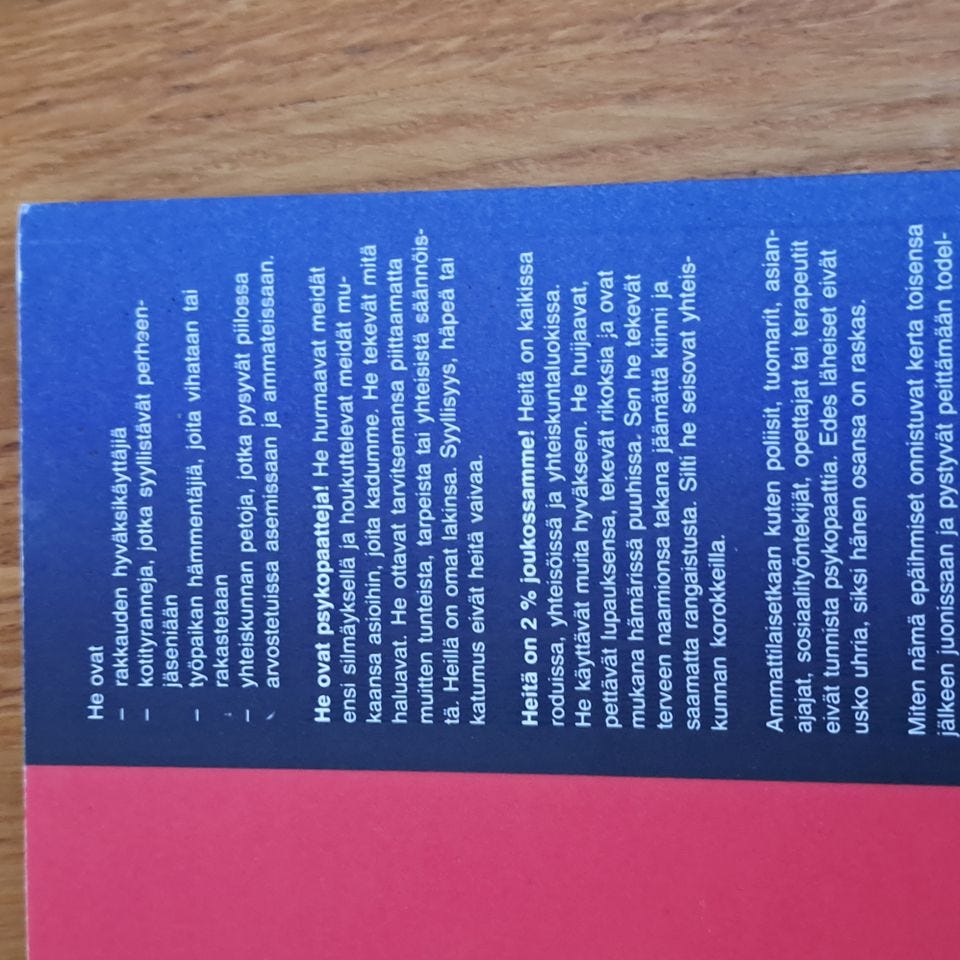 He ovat
– rakkauden hyväksikäyttäjiä
– kotityranneja, jotka syyllistävät perheen-
jäseniään
– työpaikan hämmentäjiä, joita vihataan tai
rakastetaan
– yhteiskunnan petoja, jotka pysyvät piilossa
arvostetuissa asemissaan ja ammateissaan.
He ovat psykopaatteja! He hurmaavat meidät
ensi silmäyksellä ja houkuttelevat meidät mu-
kaansa asioihin, joita kadumme. He tekevät mitä
haluavat. He ottavat tarvitsemansa piittaamatta
muitten tunteista, tarpeista tai yhteisistä säännöis-
tä. Heillä on omat lakinsa. Syyllisyys, häpeä tai
katumus eivät heitä vaivaa.
Heitä on 2 % joukossamme! Heitä on kaikissa
roduissa, yhteisöissä ja yhteiskuntaluokissa.
He käyttävät muita hyväkseen. He huijaavat,
pettävät lupauksensa, tekevät rikoksia ja ovat
mukana hämärissä puuhissa. Sen he tekevät
terveen naamionsa takana jäämättä kiinni ja
saamatta rangaistusta. Silti he seisovat yhteis-
kunnan korokkeilla.
Ammattilaisetkaan kuten poliisit, tuomarit, asian-
ajajat, sosiaalityöntekijät, opettajat tai terapeutit
eivät tunnista psykopaattia. Edes läheiset eivät
usko uhria, siksi hänen osansa on raskas.
Miten nämä epäihmiset onnistuvat kerta toisensa
jälkeen juonissaan ja pystyvät peittämään todel-